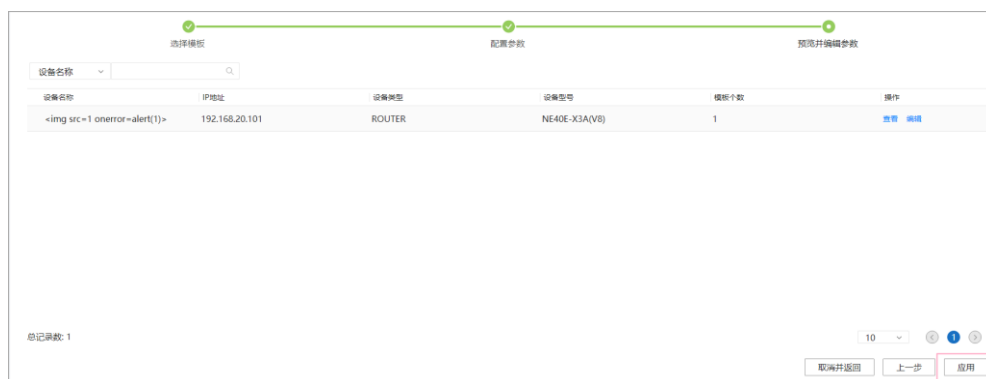 选择模板 配置参数 预览并编辑参数
设备名称
设备名称 IP地址 设备类型 设备型号 模板个数 操作
<img src=1 onerror=alert(1)> 192.168.20.101 ROUTER NE40E-X3A(V8) 1 查看 编辑
总记录数: 1 10 1
取消并返回 上一步 应用